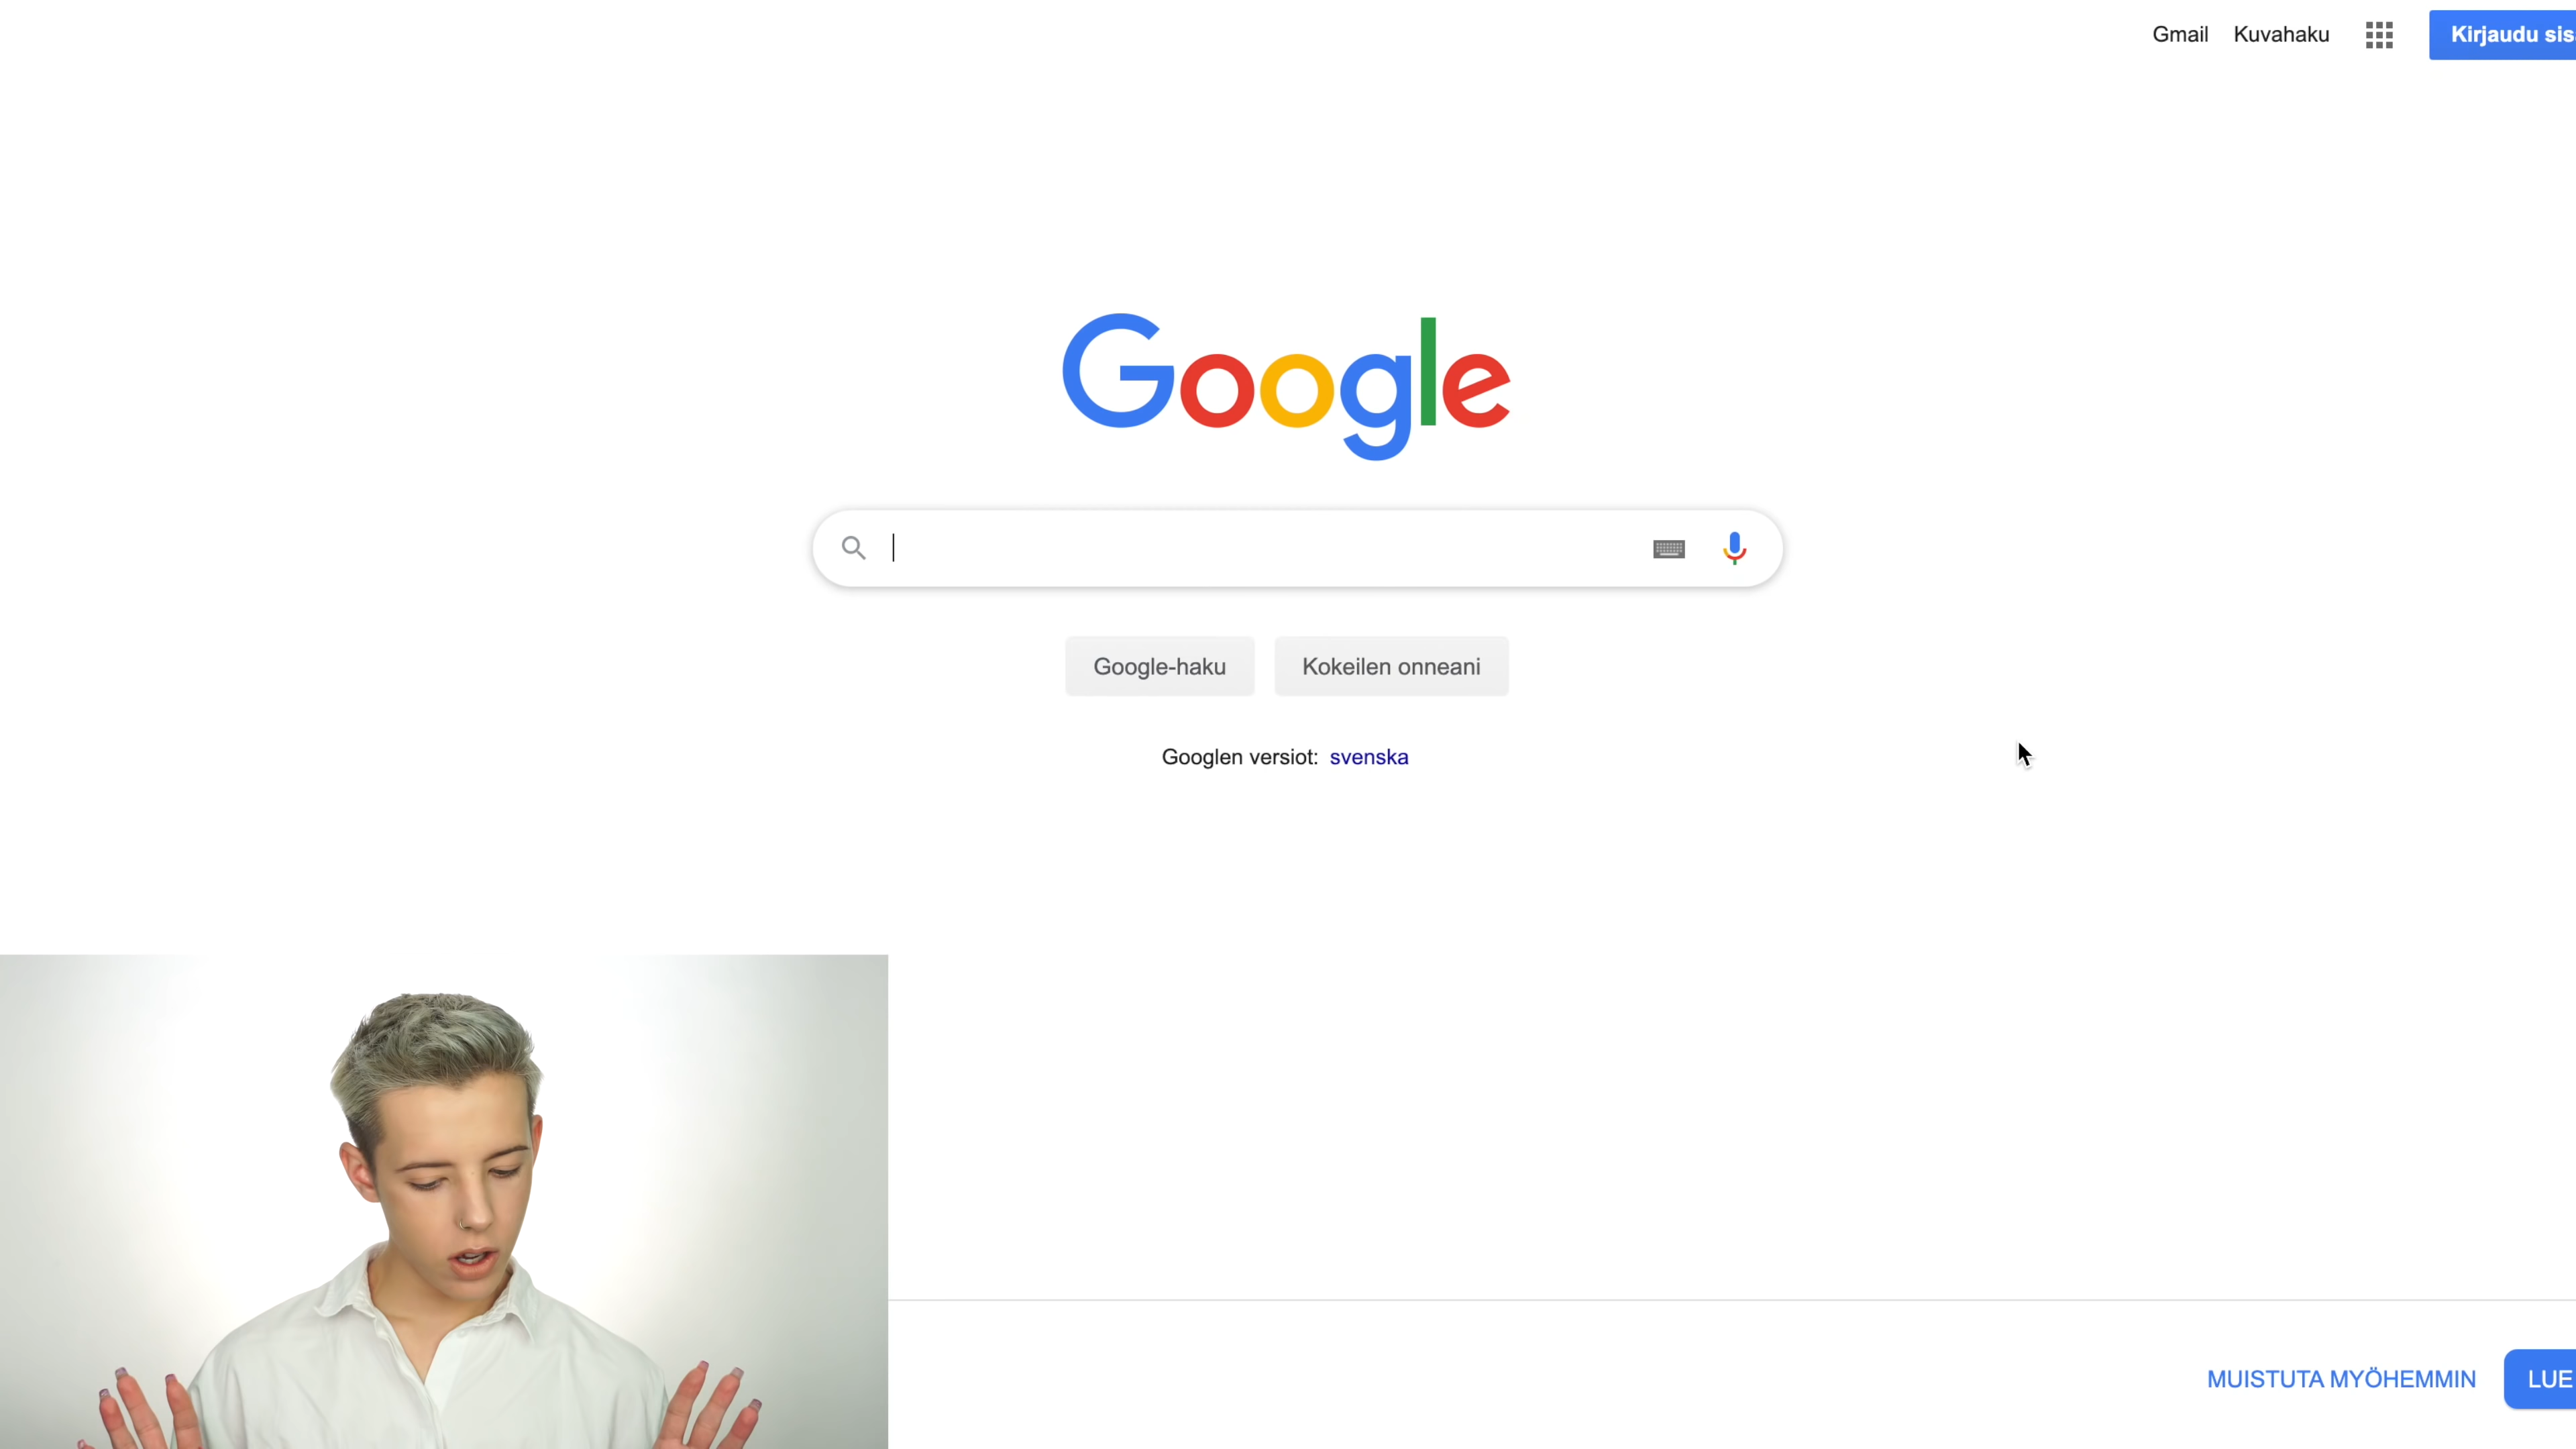 Gmail Kuvahaku Kirjaudu sis
Google
Google-haku Kokeilen onneani
Googlen versiot: svenska
MUISTUTA MYÖHEMMIN LUE